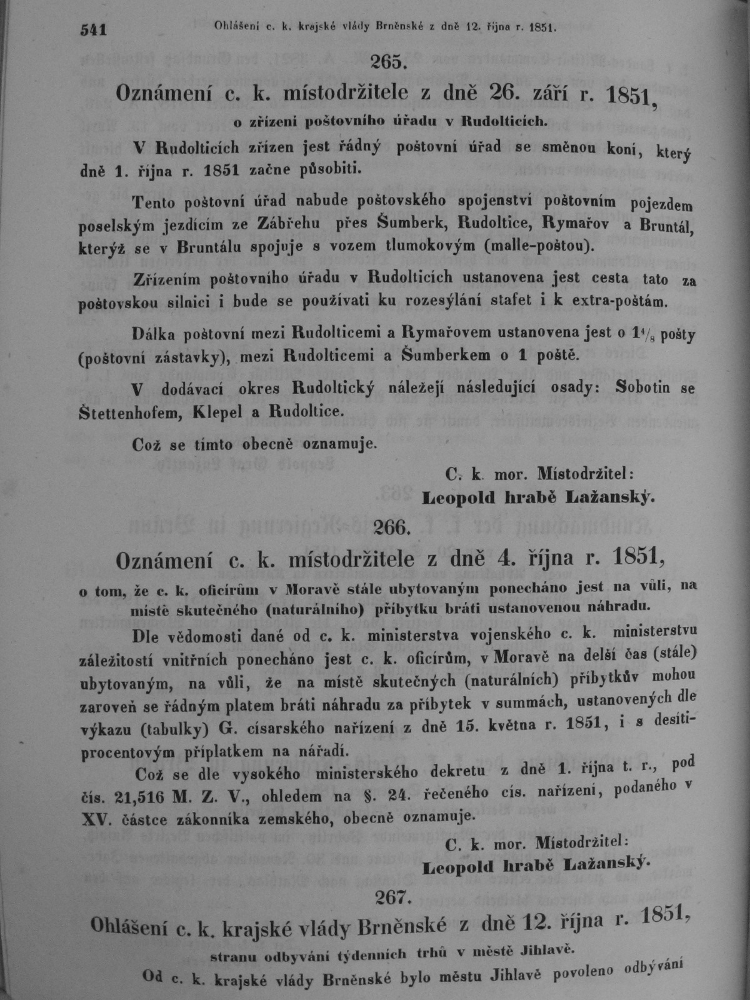 541
Ohlášení c. k. krajské vlády Brněnské z dně 12. října r. 1851.
265.
Oznámení c. k. místodržitele z dně 26. září r. 1851,
o zřízení poštovního úřadu v Rudolticích.
V Rudolticích zřízen jest řádný poštovní úřad se směnou koní, který
dně 1. října r. 1851 začne působiti.
Tento poštovní úřad nabude poštovského spojenství poštovním pojezdem
poselským jezdícím ze Zábřehu přes Šumberk, Rudoltice, Rymařov a Bruntál,
kterýž se v Bruntálu spojuje s vozem tlumokovým (malle-poštou).
Zřízením poštovního úřadu v Rudolticích ustanovena jest cesta tato za
poštovskou silnici i bude se používati ku rozesýlání stafet i k extra-poštám.
Dálka poštovní mezi Rudolticemi a Rymařovem ustanovena jest o 1⁴/₈ pošty
(poštovní zástavky), mezi Rudolticemi a Šumberkem o 1 poště.
V dodávací okres Rudoltický náležejí následující osady: Sobotin se
Štettenhofem, Klepel a Rudoltice.
Což se tímto obecně oznamuje.
C. k. mor. Místodržitel:
Leopold hrabě Lažanský.
266.
Oznámení c. k. místodržitele z dně 4. října r. 1851,
o tom, že c. k. oficírům v Moravě stále ubytovaným ponecháno jest na vůli, na
místě skutečného (naturálního) příbytku bráti ustanovenou náhradu.
Dle vědomosti dané od c. k. ministerstva vojenského c. k. ministerstvu
záležitostí vnitřních ponecháno jest c. k. oficírům, v Moravě na delší čas (stále)
ubytovaným, na vůli, že na místě skutečných (naturálních) příbytkův mohou
zaroveň se řádným platem bráti náhradu za příbytek v summách, ustanovených dle
výkazu (tabulky) G. císarského nařízení z dně 15. května r. 1851, i s desíti-
procentovým příplatkem na nářadí.
Což se dle vysokého ministerského dekretu z dně 1. října t. r., pod
čís. 21,516 M. Z. V., ohledem na §. 24. řečeného cis. nařízení, podaného v
XV. částce zákonníka zemského, obecně oznamuje.
C. k. mor. Místodržitel:
Leopold hrabě Lažanský.
267.
Ohlášení c. k. krajské vlády Brněnské z dně 12. října r. 1851,
stranu odbyvání týdenních trhů v městě Jihlavě.
Od c. k. krajské vlády Brněnské bylo městu Jihlavě povoleno odbývání